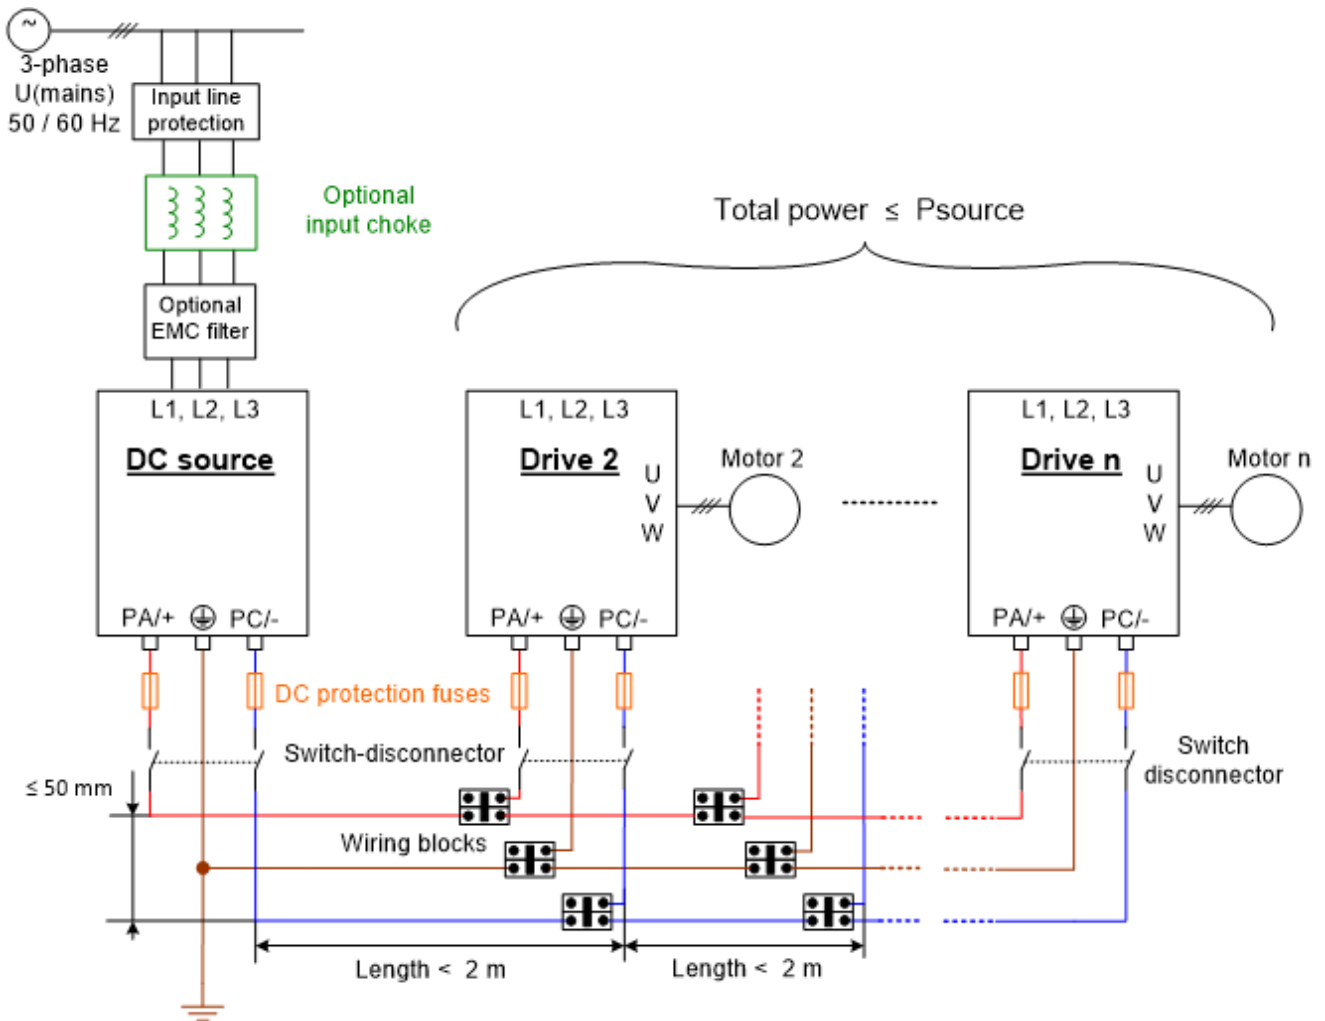 ~
3-phase
U(mains)
50 / 60 Hz
Input line
protection
Optional
input choke
Total power ≤ Psource
Optional
EMC filter
L1, L2, L3
DC source
PA/+
PC/-
L1, L2, L3
Drive 2
U
V
W
Motor 2
PA/+
PC/-
L1, L2, L3
Drive n
U
V
W
Motor n
PA/+
PC/-
DC protection fuses
Switch-disconnector
Switch
disconnector
≤ 50 mm
Wiring blocks
Length < 2 m
Length < 2 m